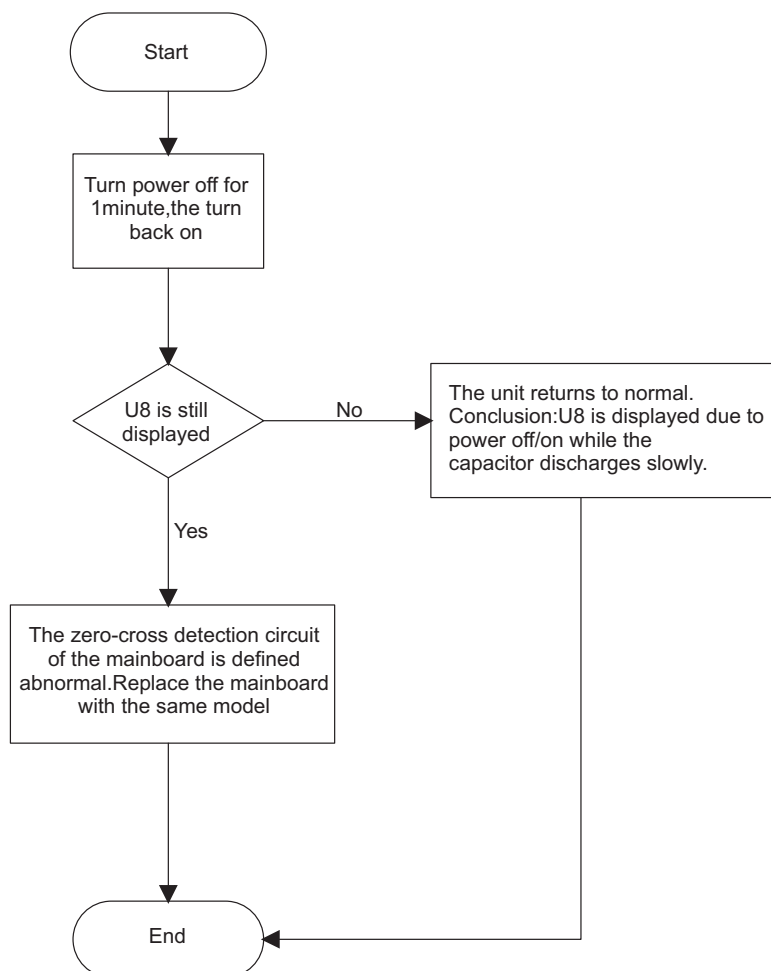 Start
Turn power off for
1minute,the turn
back on
U8 is still
displayed
No
The unit returns to normal.
Conclusion:U8 is displayed due to
power off/on while the
capacitor discharges slowly.
Yes
The zero-cross detection circuit
of the mainboard is defined
abnormal.Replace the mainboard
with the same model
End